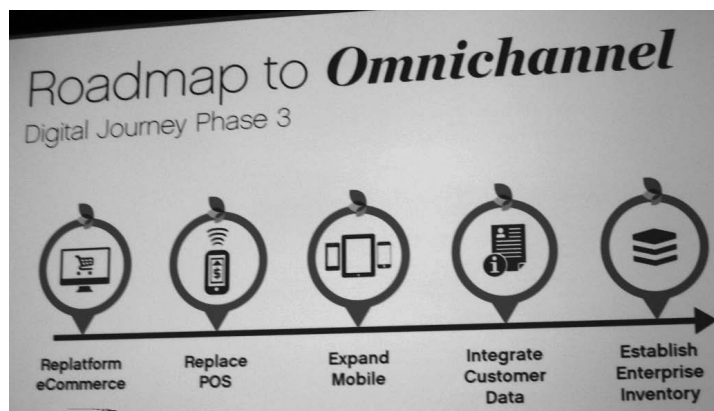 Roadmap to Omnichannel
Digital Journey Phase 3
$
i
Replatform
eCommerce
Replace
POS
Expand
Mobile
Integrate
Customer
Data
Establish
Enterprise
Inventory